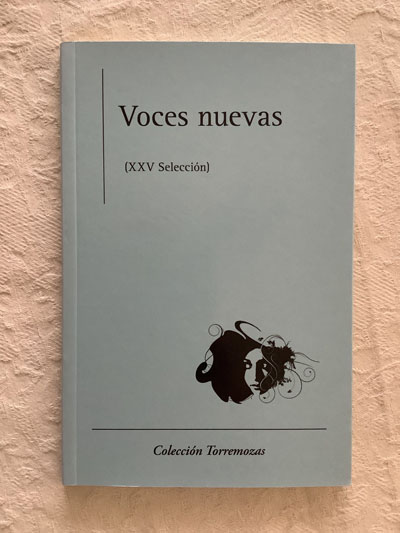 Voces nuevas
(XXV Selección)
Colección Torremozas